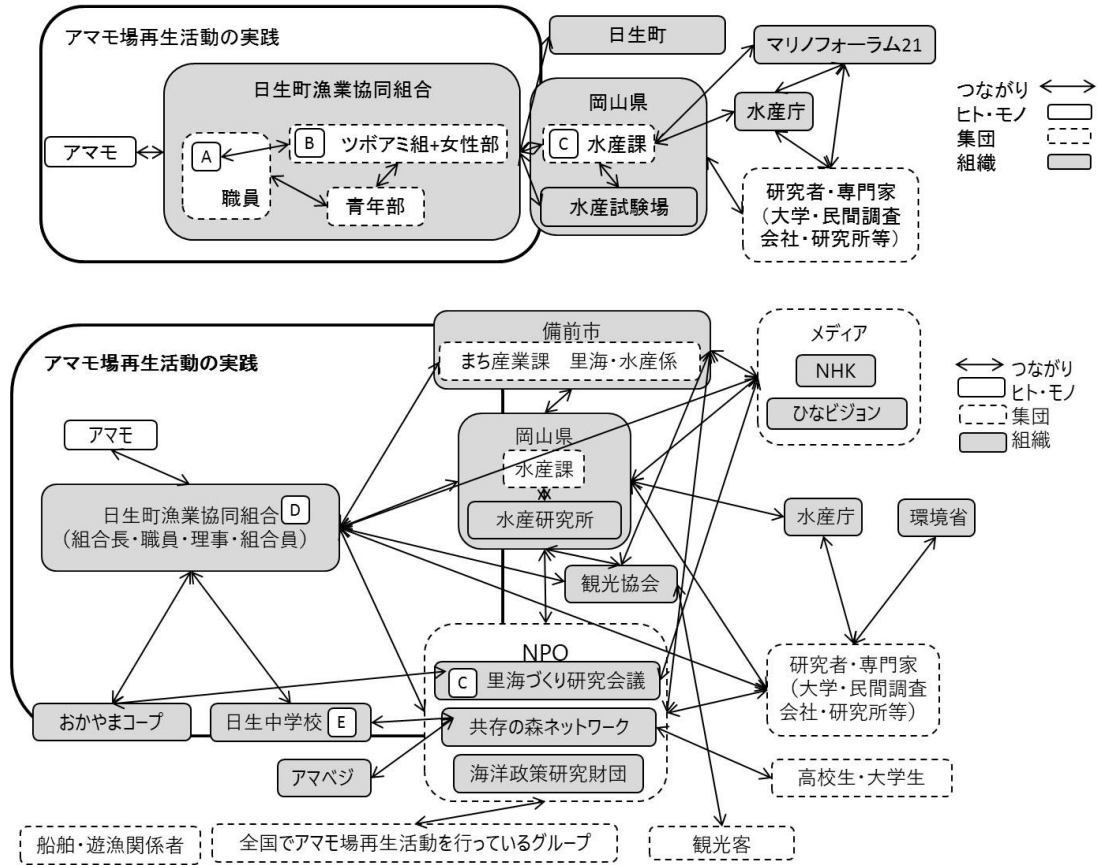 アマモ場再生活動の実践
日生町
マリノフォーラム21
日生町漁業協同組合
岡山県
水産庁
つながり
ヒト・モノ
集団
組織
アマモ
A
職員
B ツボアミ組+女性部
青年部
C 水産課
水産試験場
研究者・専門家
(大学・民間調査
会社・研究所等)
アマモ場再生活動の実践
備前市
まち産業課 里海・水産係
メディア
NHK
ひなビジョン
つながり
ヒト・モノ
集団
組織
アマモ
岡山県
水産課
水産研究所
日生町漁業協同組合 D
(組合長・職員・理事・組合員)
水産庁
環境省
観光協会
NPO
C 里海づくり研究会議
研究者・専門家
(大学・民間調査
会社・研究所等)
おかやまコープ
日生中学校 E
共存の森ネットワーク
アマベジ
海洋政策研究財団
高校生・大学生
船舶・遊漁関係者
全国でアマモ場再生活動を行っているグループ
観光客